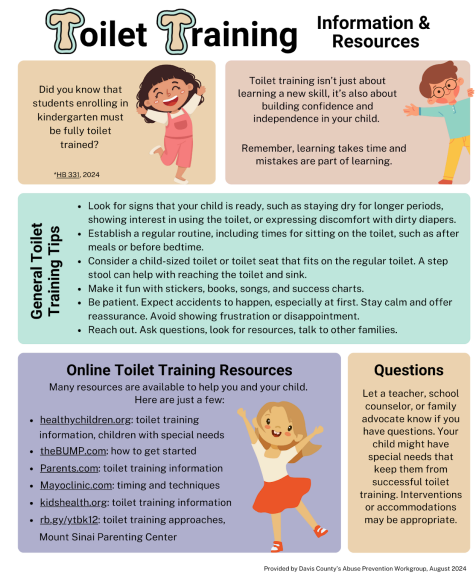 Toilet Training
Information &
Resources
Did you know that
students enrolling in
kindergarten must
be fully toilet
trained?
*HB 331, 2024
Toilet training isn't just about
learning a new skill, it's also about
building confidence and
independence in your child.
Remember, learning takes time and
mistakes are part of learning.
General Toilet
Training Tips
• Look for signs that your child is ready, such as staying dry for longer periods,
showing interest in using the toilet, or expressing discomfort with dirty diapers.
• Establish a regular routine, including times for sitting on the toilet, such as after
meals or before bedtime.
• Consider a child-sized toilet or toilet seat that fits on the regular toilet. A step
stool can help with reaching the toilet and sink.
• Make it fun with stickers, books, songs, and success charts.
• Be patient. Expect accidents to happen, especially at first. Stay calm and offer
reassurance. Avoid showing frustration or disappointment.
• Reach out. Ask questions, look for resources, talk to other families.
Online Toilet Training Resources
Many resources are available to help you and your child.
Here are just a few:
• healthychildren.org: toilet training
information, children with special needs
• theBUMP.com: how to get started
• Parents.com: toilet training information
• Mayoclinic.com: timing and techniques
• kidshealth.org: toilet training information
• rb.gy/ytbk12: toilet training approaches,
Mount Sinai Parenting Center
Questions
Let a teacher, school
counselor, or family
advocate know if you
have questions. Your
child might have
special needs that
keep them from
successful toilet
training. Interventions
or accommodations
may be appropriate.
Provided by Davis County's Abuse Prevention Workgroup, August 2024